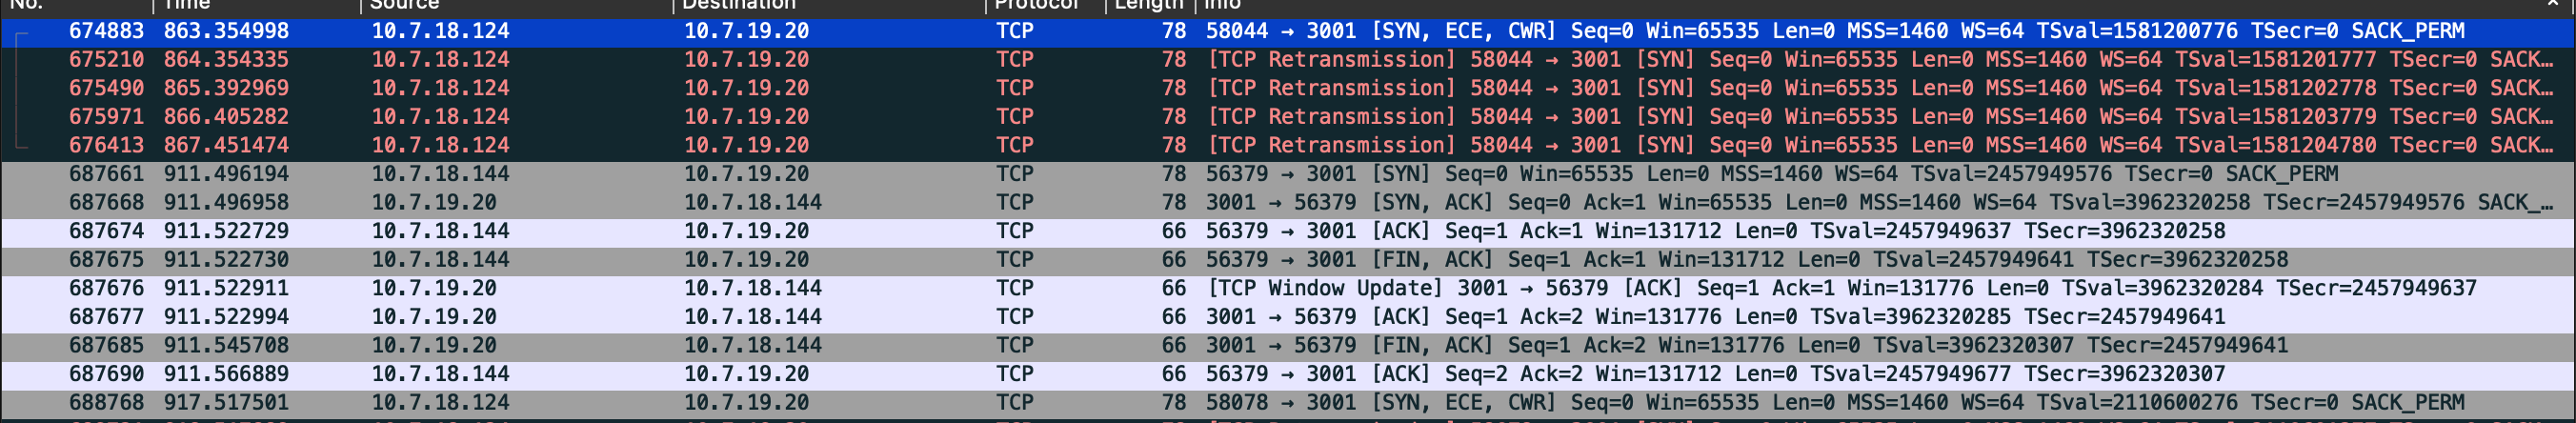 No. Time Source Destination Protocol Length Info
674883 863.354998 10.7.18.124 10.7.19.20 TCP 78 58044 → 3001 [SYN, ECE, CWR] Seq=0 Win=65535 Len=0 MSS=1460 WS=64 TSval=1581200776 TSecr=0 SACK_PERM
675210 864.354335 10.7.18.124 10.7.19.20 TCP 78 [TCP Retransmission] 58044 → 3001 [SYN] Seq=0 Win=65535 Len=0 MSS=1460 WS=64 TSval=1581201777 TSecr=0 SACK…
675490 865.392969 10.7.18.124 10.7.19.20 TCP 78 [TCP Retransmission] 58044 → 3001 [SYN] Seq=0 Win=65535 Len=0 MSS=1460 WS=64 TSval=1581202778 TSecr=0 SACK…
675971 866.405282 10.7.18.124 10.7.19.20 TCP 78 [TCP Retransmission] 58044 → 3001 [SYN] Seq=0 Win=65535 Len=0 MSS=1460 WS=64 TSval=1581203779 TSecr=0 SACK…
676413 867.451474 10.7.18.124 10.7.19.20 TCP 78 [TCP Retransmission] 58044 → 3001 [SYN] Seq=0 Win=65535 Len=0 MSS=1460 WS=64 TSval=1581204780 TSecr=0 SACK…
687661 911.496194 10.7.18.144 10.7.19.20 TCP 78 56379 → 3001 [SYN] Seq=0 Win=65535 Len=0 MSS=1460 WS=64 TSval=2457949576 TSecr=0 SACK_PERM
687668 911.496958 10.7.19.20 10.7.18.144 TCP 78 3001 → 56379 [SYN, ACK] Seq=0 Ack=1 Win=65535 Len=0 MSS=1460 WS=64 TSval=3962320258 TSecr=2457949576 SACK_…
687674 911.522729 10.7.18.144 10.7.19.20 TCP 66 56379 → 3001 [ACK] Seq=1 Ack=1 Win=131712 Len=0 TSval=2457949637 TSecr=3962320258
687675 911.522730 10.7.18.144 10.7.19.20 TCP 66 56379 → 3001 [FIN, ACK] Seq=1 Ack=1 Win=131712 Len=0 TSval=2457949641 TSecr=3962320258
687676 911.522911 10.7.19.20 10.7.18.144 TCP 66 [TCP Window Update] 3001 → 56379 [ACK] Seq=1 Ack=1 Win=131776 Len=0 TSval=3962320284 TSecr=2457949637
687677 911.522994 10.7.19.20 10.7.18.144 TCP 66 3001 → 56379 [ACK] Seq=1 Ack=2 Win=131776 Len=0 TSval=3962320285 TSecr=2457949641
687685 911.545708 10.7.19.20 10.7.18.144 TCP 66 3001 → 56379 [FIN, ACK] Seq=1 Ack=2 Win=131776 Len=0 TSval=3962320307 TSecr=2457949641
687690 911.566889 10.7.18.144 10.7.19.20 TCP 66 56379 → 3001 [ACK] Seq=2 Ack=2 Win=131712 Len=0 TSval=2457949677 TSecr=3962320307
688768 917.517501 10.7.18.124 10.7.19.20 TCP 78 58078 → 3001 [SYN, ECE, CWR] Seq=0 Win=65535 Len=0 MSS=1460 WS=64 TSval=2110600276 TSecr=0 SACK_PERM